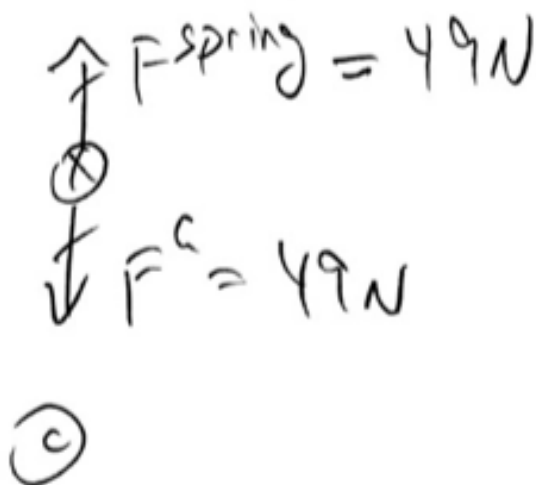 F^spring = 49N
F^G = 49N
C